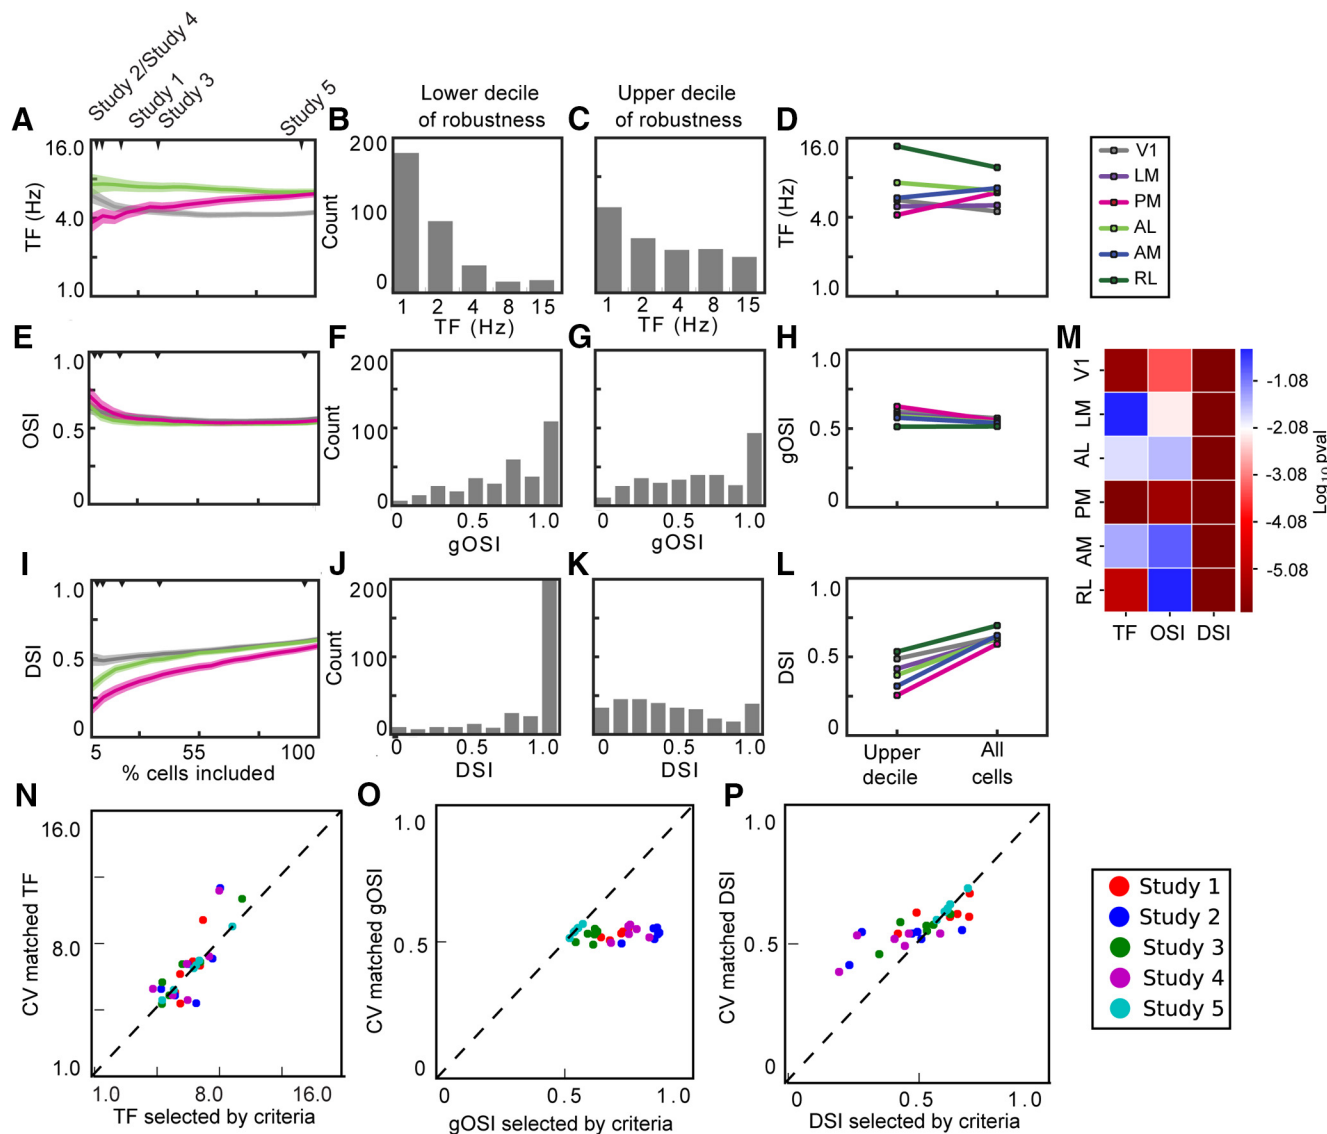 Study 2/Study 4
Study 1
Study 3
Study 5
Lower decile
of robustness
Upper decile
of robustness
A
B
C
D
16.0
4.0
1.0
TF (Hz)
200
100
0
Count
1 2 4 8 15
TF (Hz)
1 2 4 8 15
TF (Hz)
16.0
4.0
1.0
TF (Hz)
V1
LM
PM
AL
AM
RL
E
F
G
H
M
1.0
0.5
0
OSI
200
100
0
Count
0 0.5 1.0
gOSI
0 0.5 1.0
gOSI
1.0
0.5
0
gOSI
V1
LM
AL
PM
AM
RL
TF OSI DSI
-1.08
-2.08
-3.08
-4.08
-5.08
Log10 pval
I
J
K
L
1.0
0.5
0
DSI
5 55 100
% cells included
200
100
0
Count
0 0.5 1.0
DSI
0 0.5 1.0
DSI
1.0
0.5
0
DSI
Upper
decile
All
cells
N
O
P
16.0
8.0
1.0
CV matched TF
1.0 8.0 16.0
TF selected by criteria
1.0
0.5
0
CV matched gOSI
0 0.5 1.0
gOSI selected by criteria
1.0
0.5
0
CV matched DSI
0 0.5 1.0
DSI selected by criteria
Study 1
Study 2
Study 3
Study 4
Study 5